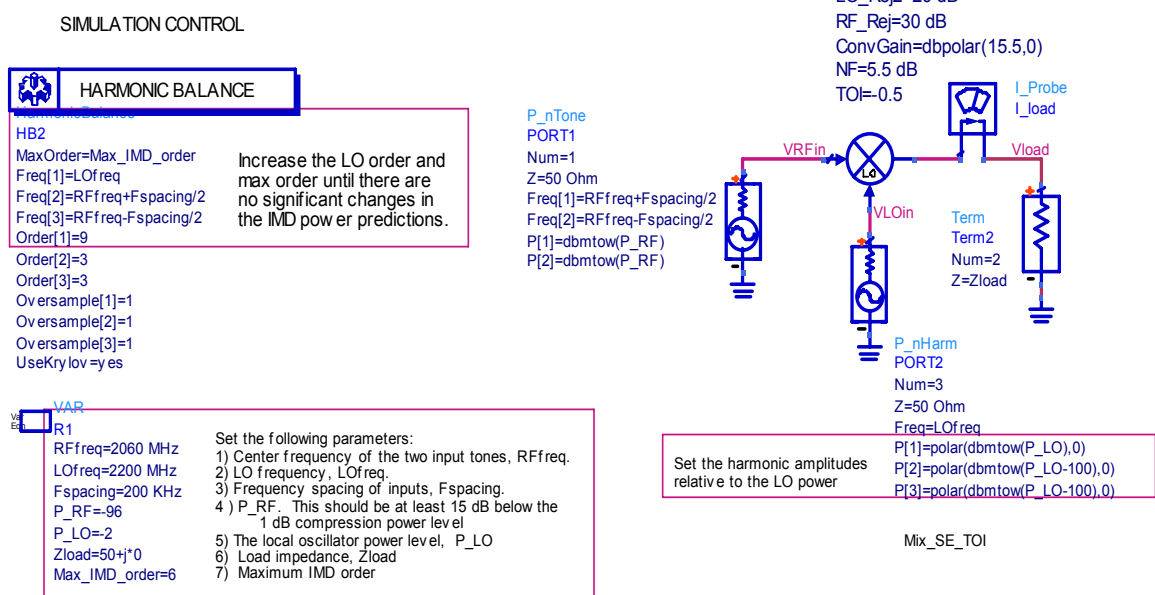 SIMULATION CONTROL
HARMONIC BALANCE
HarmonicBalance
HB2
MaxOrder=Max_IMD_order
Freq[1]=LOfreq
Freq[2]=RFfreq+Fspacing/2
Freq[3]=RFfreq-Fspacing/2
Order[1]=9
Order[2]=3
Order[3]=3
Oversample[1]=1
Oversample[2]=1
Oversample[3]=1
UseKrylov=yes
Increase the LO order and
max order until there are
no significant changes in
the IMD power predictions.
Var
Eqn
VAR
R1
RFfreq=2060 MHz
LOfreq=2200 MHz
Fspacing=200 KHz
P_RF=-96
P_LO=-2
Zload=50+j*0
Max_IMD_order=6
Set the following parameters:
1) Center frequency of the two input tones, RFfreq.
2) LO frequency, LOfreq.
3) Frequency spacing of inputs, Fspacing.
4 ) P_RF. This should be at least 15 dB below the
1 dB compression power level
5) The local oscillator power level, P_LO
6) Load impedance, Zload
7) Maximum IMD order
P_nTone
PORT1
Num=1
Z=50 Ohm
Freq[1]=RFfreq+Fspacing/2
Freq[2]=RFfreq-Fspacing/2
P[1]=dbmtow(P_RF)
P[2]=dbmtow(P_RF)
RF_Rej=30 dB
ConvGain=dbpolar(15.5,0)
NF=5.5 dB
TOI=-0.5
I_Probe
I_load
VRFin
LO
Vload
VLOin
Term
Term2
Num=2
Z=Zload
P_nHarm
PORT2
Num=3
Z=50 Ohm
Freq=LOfreq
P[1]=polar(dbmtow(P_LO),0)
P[2]=polar(dbmtow(P_LO-100),0)
P[3]=polar(dbmtow(P_LO-100),0)
Set the harmonic amplitudes
relative to the LO power
Mix_SE_TOI